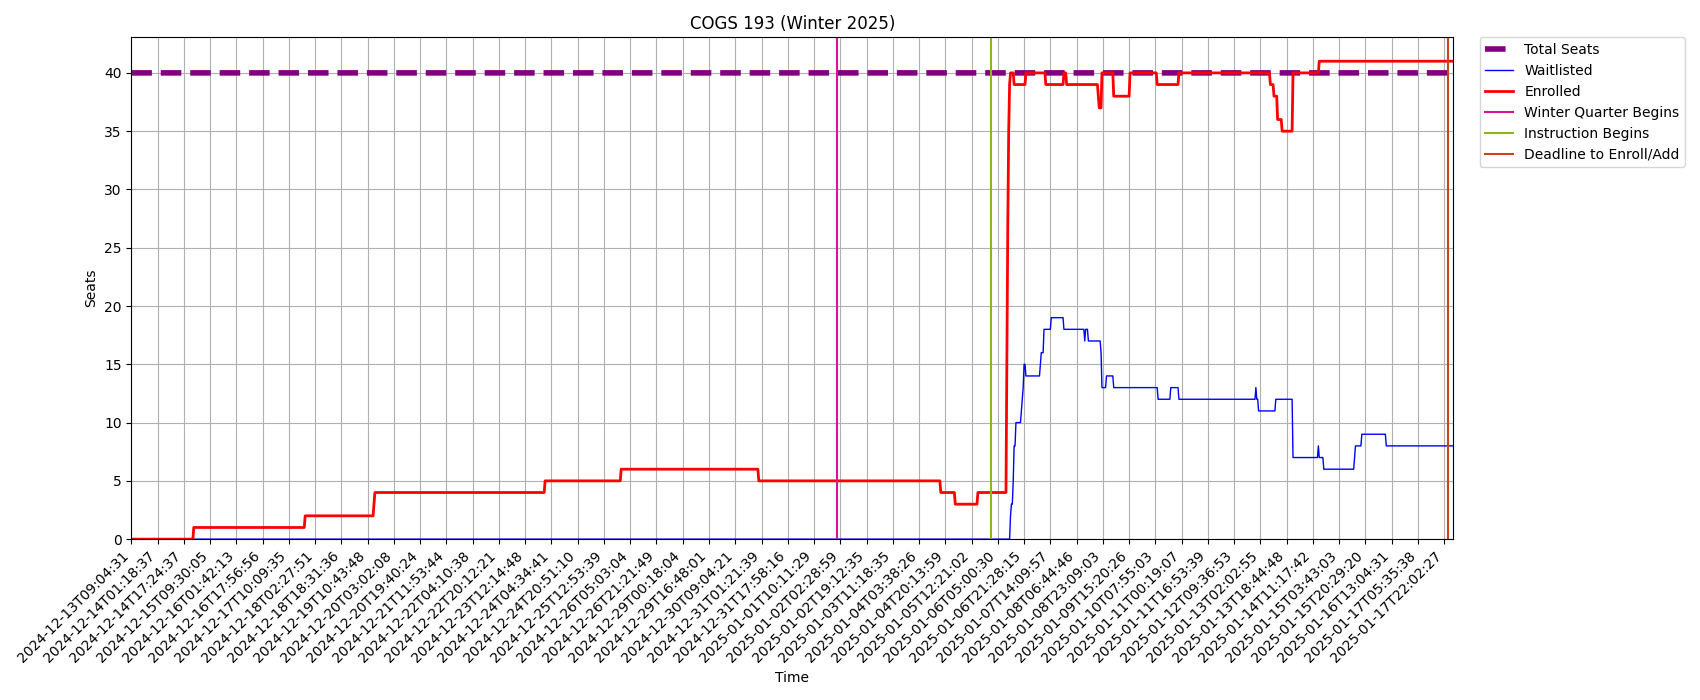 COGS 193 (Winter 2025)
Total Seats
Waitlisted
Enrolled
Winter Quarter Begins
Instruction Begins
Deadline to Enroll/Add
Seats
40
35
30
25
20
15
10
5
0
2024-12-13T09:04:31
2024-12-14T01:18:37
2024-12-14T17:24:37
2024-12-15T09:30:05
2024-12-16T01:42:13
2024-12-16T17:56:56
2024-12-17T10:09:35
2024-12-18T02:27:51
2024-12-18T18:31:36
2024-12-19T10:43:48
2024-12-20T03:02:08
2024-12-20T19:40:24
2024-12-21T11:53:44
2024-12-22T04:10:38
2024-12-22T20:12:21
2024-12-23T12:14:48
2024-12-24T04:34:41
2024-12-24T20:51:10
2024-12-25T12:53:39
2024-12-26T05:03:04
2024-12-26T21:21:49
2024-12-29T00:18:04
2024-12-29T16:48:01
2024-12-30T09:04:21
2024-12-31T01:21:39
2024-12-31T17:58:16
2025-01-01T10:11:29
2025-01-02T02:28:59
2025-01-02T19:12:35
2025-01-03T11:18:35
2025-01-04T03:38:26
2025-01-04T20:13:59
2025-01-05T12:21:02
2025-01-06T05:00:30
2025-01-06T21:28:15
2025-01-07T14:09:57
2025-01-08T06:44:46
2025-01-08T23:09:03
2025-01-09T15:20:26
2025-01-10T07:55:03
2025-01-11T00:19:07
2025-01-11T16:53:39
2025-01-12T09:36:53
2025-01-13T02:02:55
2025-01-13T18:44:48
2025-01-14T11:17:42
2025-01-15T03:43:03
2025-01-15T20:29:20
2025-01-16T13:04:31
2025-01-17T05:35:38
2025-01-17T22:02:27
Time